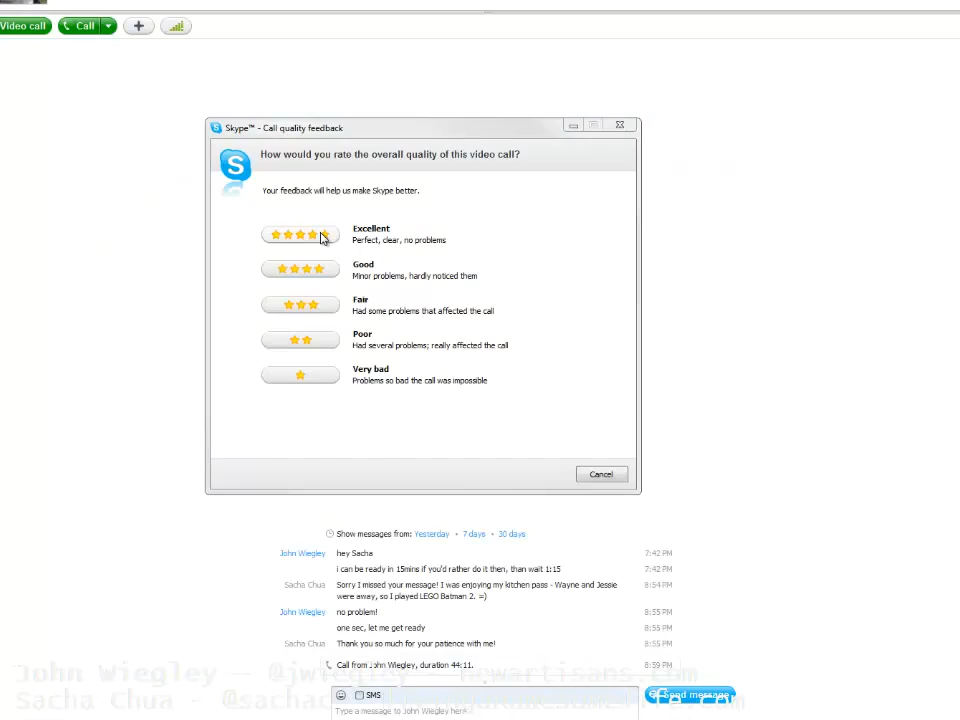 Video call
Call
Skype™ - Call quality feedback
How would you rate the overall quality of this video call?
Your feedback will help us make Skype better.
Excellent
Perfect, clear, no problems
Good
Minor problems, hardly noticed them
Fair
Had some problems that affected the call
Poor
Had several problems; really affected the call
Very bad
Problems so bad the call was impossible
Cancel
Show messages from: Yesterday • 7 days • 30 days
John Wiegley hey Sacha 7:42 PM
i can be ready in 15mins if you'd rather do it then, than wait 1:15 7:42 PM
Sacha Chua Sorry I missed your message! I was enjoying my kitchen pass - Wayne and Jessie 8:54 PM
were away, so I played LEGO Batman 2. =)
John Wiegley no problem! 8:55 PM
one sec, let me get ready 8:55 PM
Sacha Chua Thank you so much for your patience with me! 8:55 PM
Call from John Wiegley, duration 44:11. 8:59 PM
John Wiegley — @jwiegley - newartisans.com
Sacha Chua - @sachac
SMS
Send message
Type a message to John Wiegley here